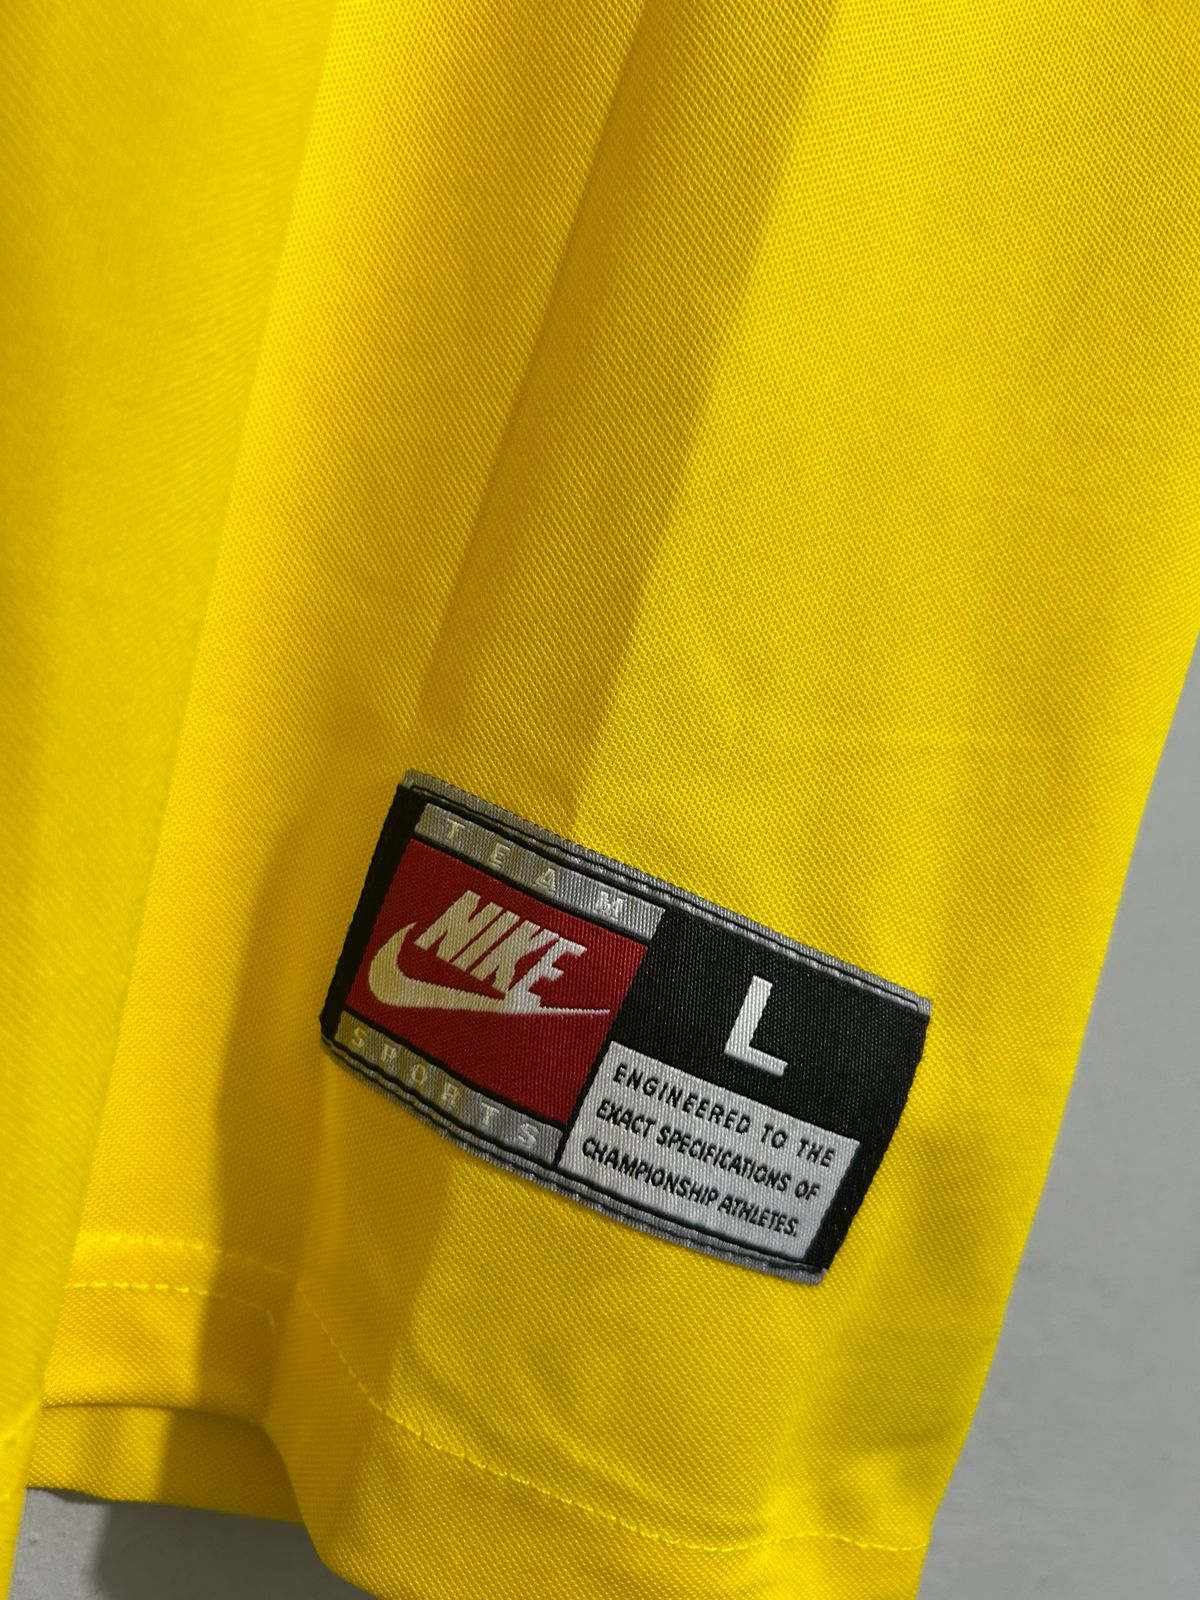 TEAM
NIKE
SPORTS
L
ENGINEERED TO THE
EXACT SPECIFICATIONS OF
CHAMPIONSHIP ATHLETES.